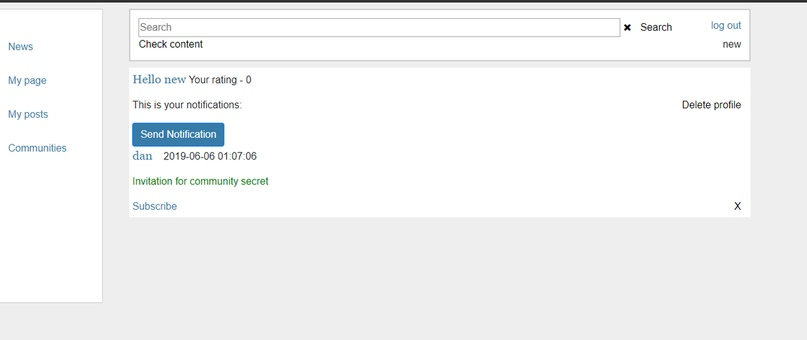 News
My page
My posts
Communities
Search ✖ Search log out
Check content new
Hello new Your rating - 0
This is your notifications: Delete profile
Send Notification
dan 2019-06-06 01:07:06
Invitation for community secret
Subscribe X